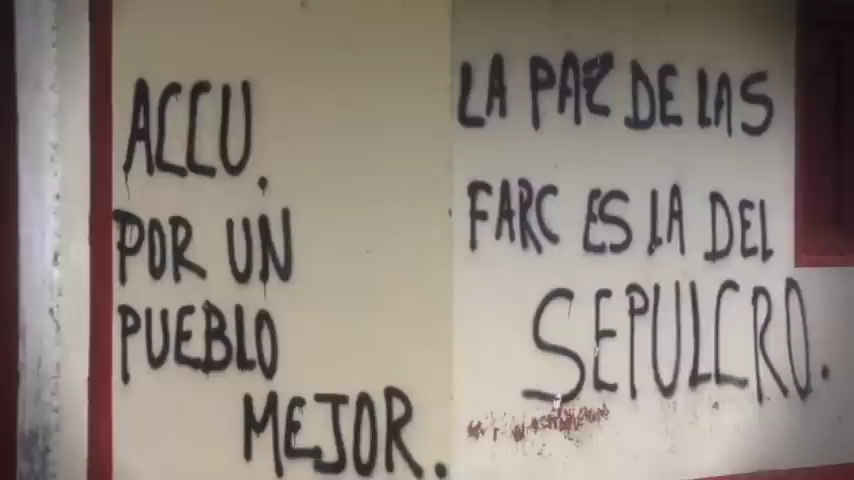 ACCU.
POR UN
PUEBLO
MEJOR.
LA PAZ DE LAS
FARC ES LA DEL
SEPULCRO.